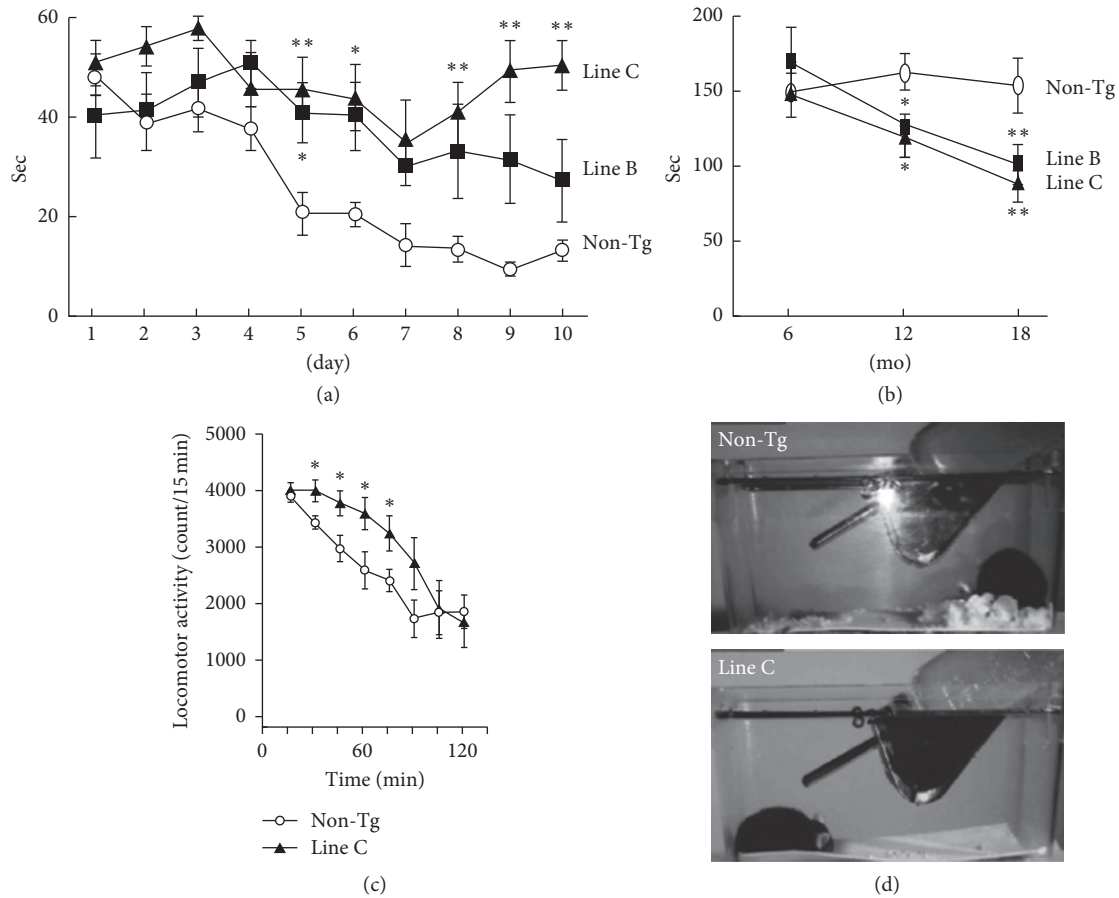 60
40
20
0
Sec
**
*
**
**
**
*
Line C
Line B
Non-Tg
1 2 3 4 5 6 7 8 9 10
(day)
(a)
200
150
100
50
0
Sec
*
*
**
**
Non-Tg
Line B
Line C
6 12 18
(mo)
(b)
5000
4000
3000
2000
1000
0
Locomotor activity (count/15 min)
* * * *
0 60 120
Time (min)
Non-Tg
Line C
(c)
Non-Tg
Line C
(d)